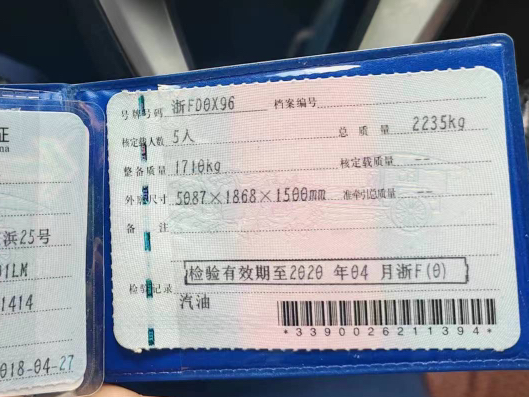 证
na
浜25号
01LM
1414
018-04-27
号牌号码 浙FD0X96 档案编号
核定载人数 5人 总质量 2235kg
整备质量 1710kg 核定载质量 --
外廓尺寸 5087×1868×1500mm 准牵引总质量 --
备注
检验有效期至2020年04月浙F(0)
检验记录
汽油
*3390026211394*